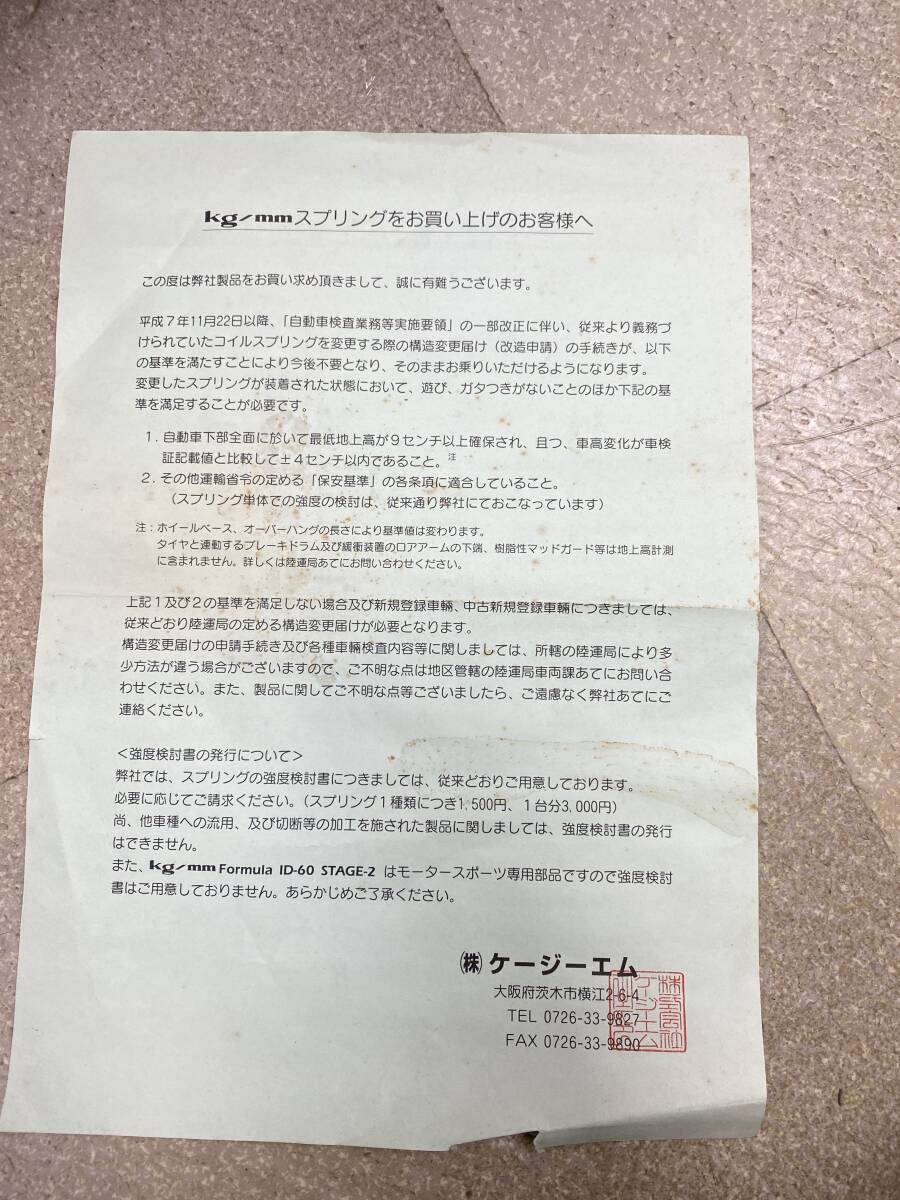 kg/mmスプリングをお買い上げのお客様へ
この度は弊社製品をお買い求め頂きまして、誠に有難うございます。
平成7年11月22日以降、「自動車検査業務等実施要領」の一部改正に伴い、従来より義務づ
けられていたコイルスプリングを変更する際の構造変更届け（改造申請）の手続きが、以下
の基準を満たすことにより今後不要となり、そのままお乗りいただけるようになります。
変更したスプリングが装着された状態において、遊び、ガタつきがないことのほか下記の基
準を満足することが必要です。
1. 自動車下部全面に於いて最低地上高が9センチ以上確保され、且つ、車高変化が車検
証記載値と比較して±4センチ以内であること。注
2. その他運輸省令の定める「保安基準」の各条項に適合していること。
（スプリング単体での強度の検討は、従来通り弊社にておこなっています）
注：ホイールベース、オーバーハングの長さにより基準値は変わります。
タイヤと連動するブレーキドラム及び緩衝装置のロアアームの下端、樹脂性マッドガード等は地上高計測
に含まれません。詳しくは陸運局あてにお問い合わせください。
上記1及び2の基準を満足しない場合及び新規登録車輛、中古新規登録車輛につきましては、
従来どおり陸運局の定める構造変更届けが必要となります。
構造変更届けの申請手続き及び各種車輛検査内容等に関しましては、所轄の陸運局により多
少方法が違う場合がございますので、ご不明な点は地区管轄の陸運局車両課あてにお問い合
わせください。また、製品に関してご不明な点等ございましたら、ご遠慮なく弊社あてにご
連絡ください。
＜強度検討書の発行について＞
弊社では、スプリングの強度検討書につきましては、従来どおりご用意しております。
必要に応じてご請求ください。（スプリング1種類につき1,500円、1台分3,000円）
尚、他車種への流用、及び切断等の加工を施された製品に関しましては、強度検討書の発行
はできません。
また、kg/mm Formula ID-60 STAGE-2 はモータースポーツ専用部品ですので強度検討
書はご用意しておりません。あらかじめご了承ください。
㈱ケージーエム
大阪府茨木市横江2-6-4
TEL 0726-33-9827
FAX 0726-33-9890